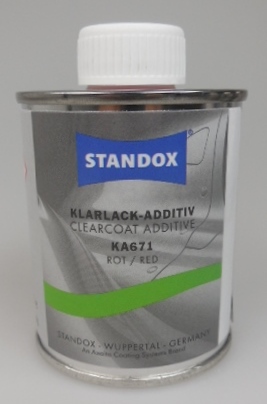 STANDOX
KLARLACK-ADDITIV
CLEARCOAT ADDITIVE
KA671
ROT / RED
STANDOX - WUPPERTAL - GERMANY
An Axalta Coating Systems Brand